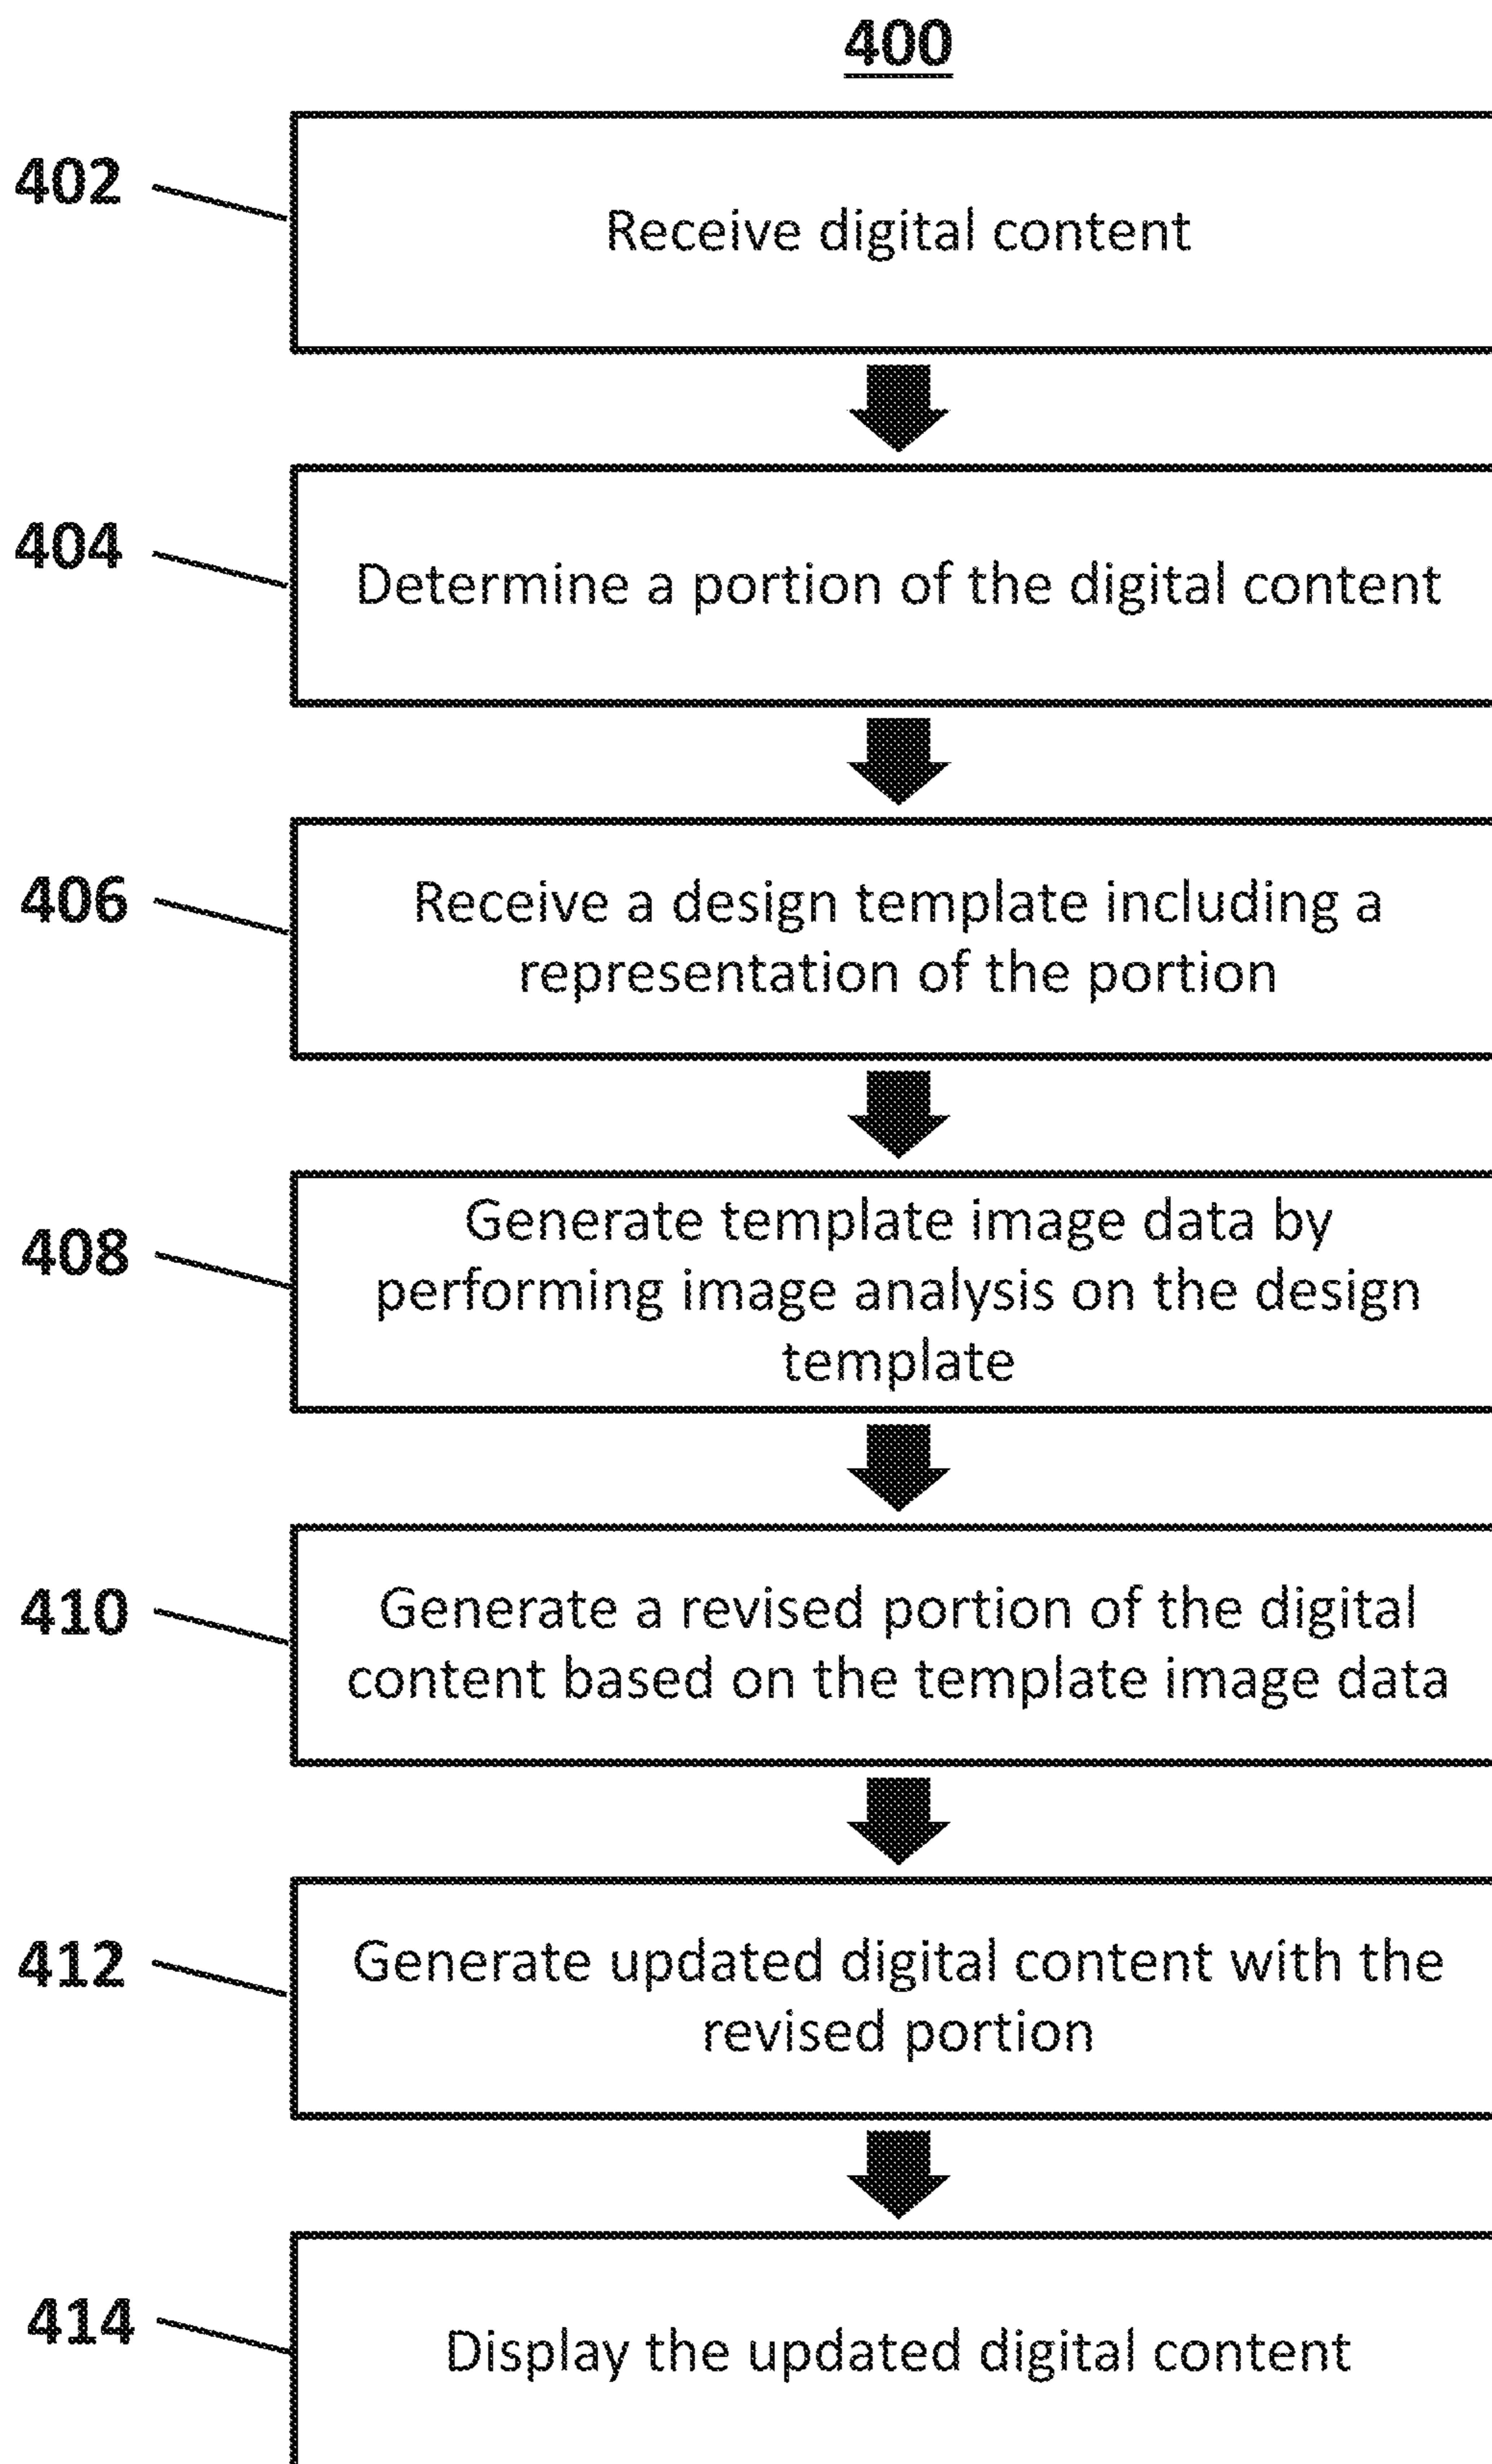 400
402
Receive digital content
404
Determine a portion of the digital content
406
Receive a design template including a
representation of the portion
408
Generate template image data by
performing image analysis on the design
template
410
Generate a revised portion of the digital
content based on the template image data
412
Generate updated digital content with the
revised portion
414
Display the updated digital content